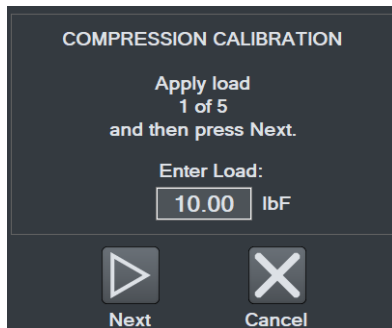 COMPRESSION CALIBRATION
Apply load
1 of 5
and then press Next.
Enter Load:
10.00 lbF
Next Cancel